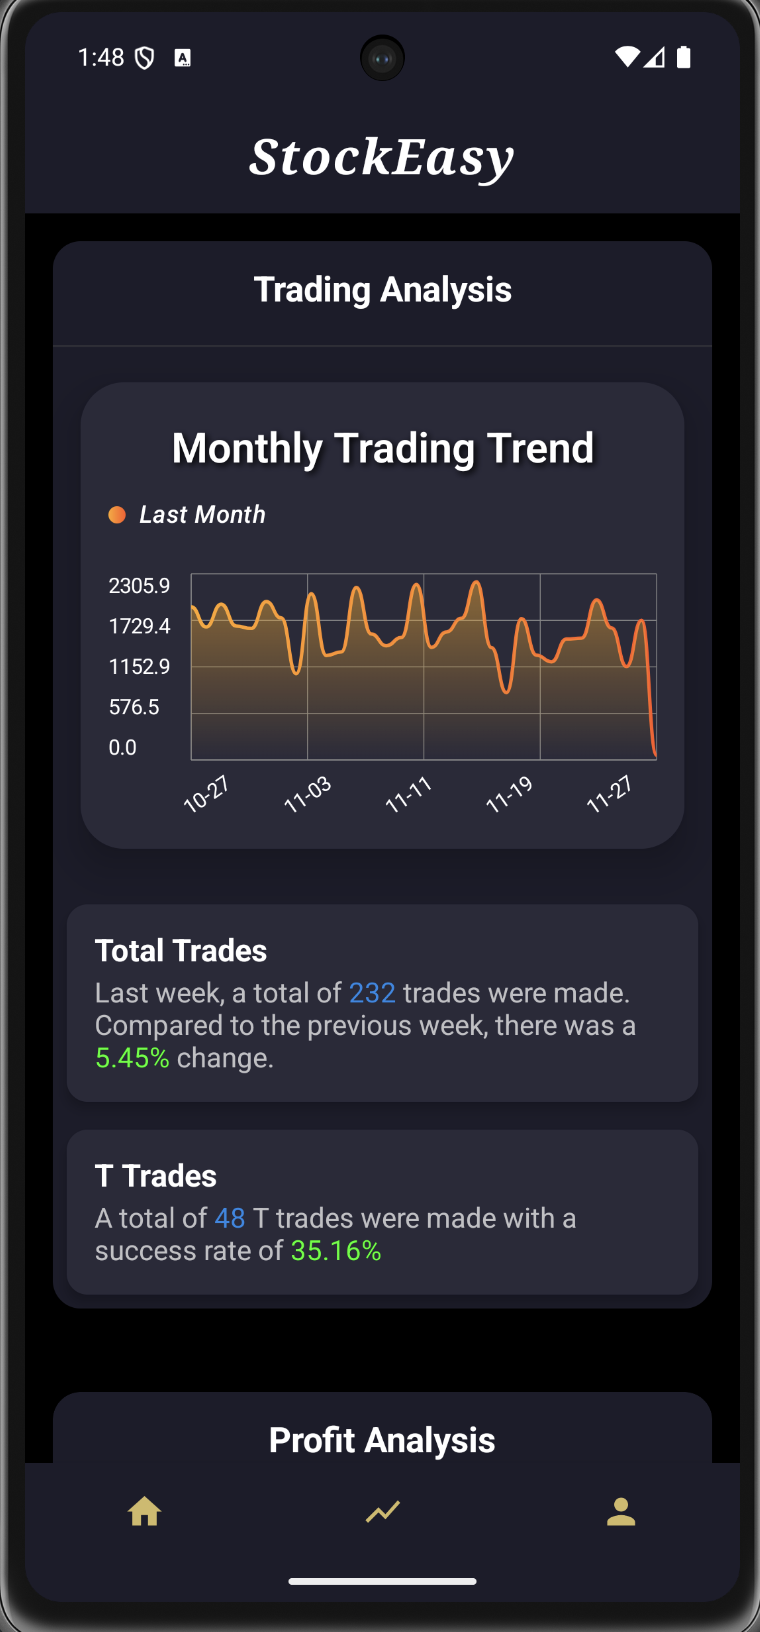 1:48
StockEasy
Trading Analysis
Monthly Trading Trend
Last Month
2305.9
1729.4
1152.9
576.5
0.0
10-27
11-03
11-11
11-19
11-27
Total Trades
Last week, a total of 232 trades were made.
Compared to the previous week, there was a
5.45% change.
T Trades
A total of 48 T trades were made with a
success rate of 35.16%
Profit Analysis